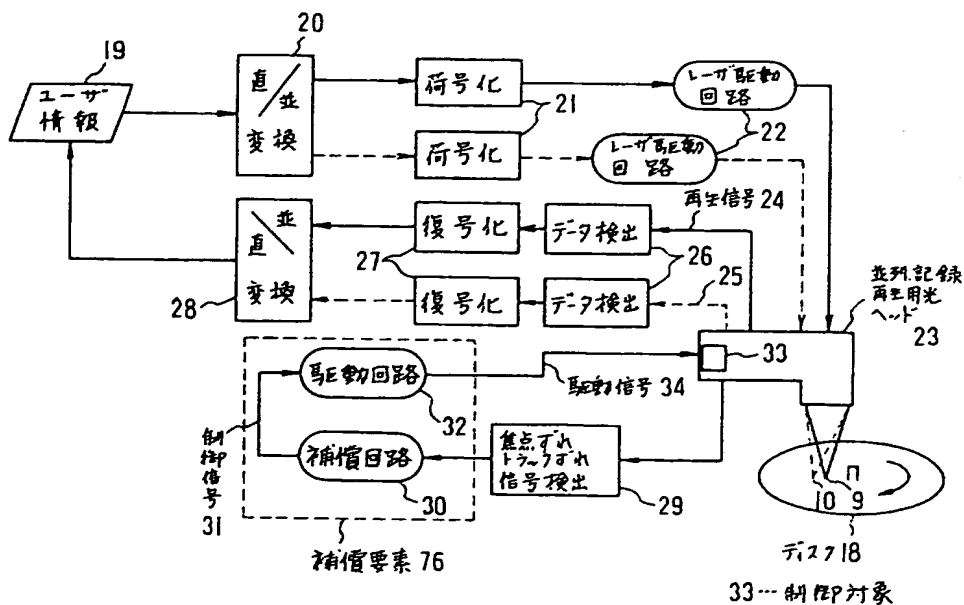 19
ユーザ
情報
20
直/並
変換
荷号化
21
荷号化
レーザ駆動
回路
22
レーザ駆動
回路
再生信号 24
並/直
変換
28
復号化
27
復号化
データ検出
26
データ検出
25
並列記録
再生用光
ヘッド
23
33
駆動回路
32
駆動信号 34
制御信号
31
補償回路
30
焦点ずれ
トラックずれ
信号検出
29
補償要素 76
10 9
ディスク 18
33…制御対象